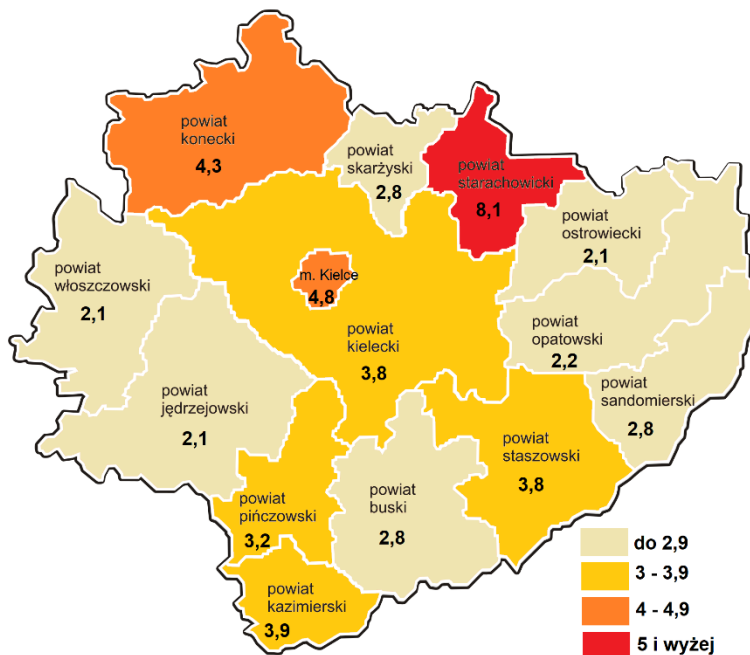 powiat
konecki
4,3
powiat
skarżyski
2,8
powiat
starachowicki
8,1
powiat
ostrowiecki
2,1
powiat
włoszczowski
2,1
m. Kielce
4,8
powiat
kielecki
3,8
powiat
opatowski
2,2
powiat
sandomierski
2,8
powiat
jędrzejowski
2,1
powiat
staszowski
3,8
powiat
pińczowski
3,2
powiat
buski
2,8
powiat
kazimierski
3,9
do 2,9
3 - 3,9
4 - 4,9
5 i wyżej